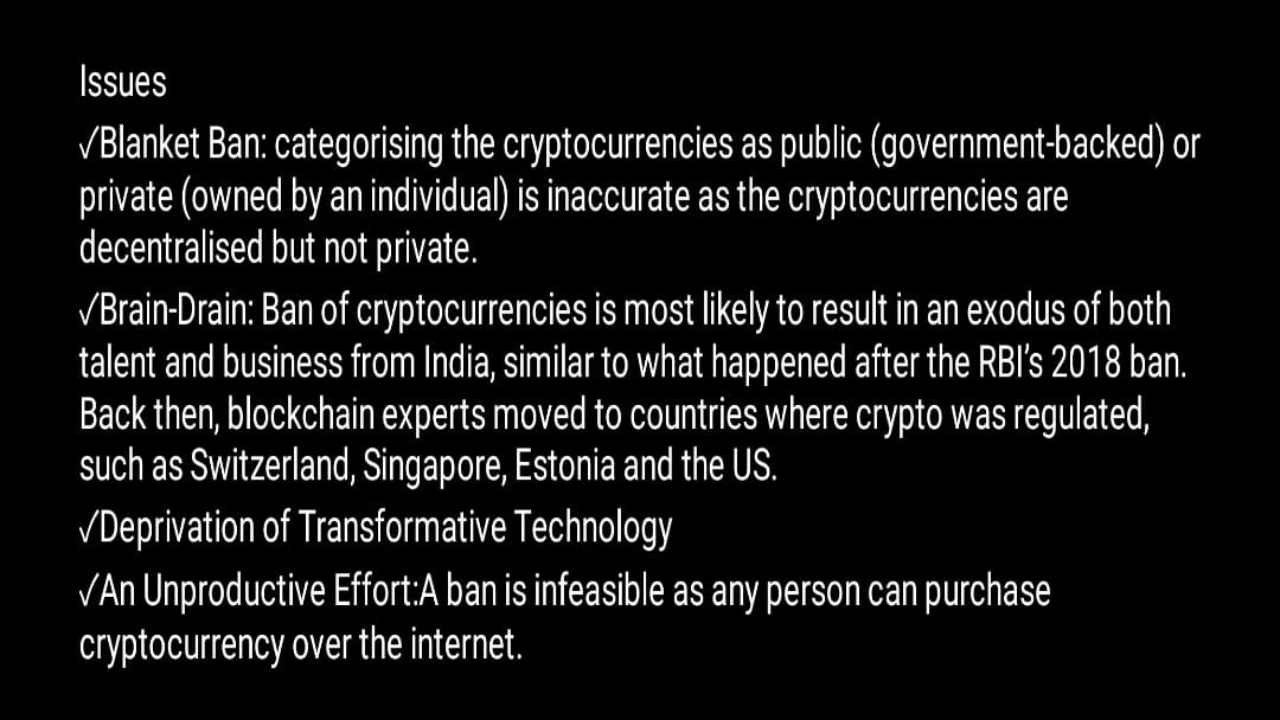 Issues
✓Blanket Ban: categorising the cryptocurrencies as public (government-backed) or
private (owned by an individual) is inaccurate as the cryptocurrencies are
decentralised but not private.
✓Brain-Drain: Ban of cryptocurrencies is most likely to result in an exodus of both
talent and business from India, similar to what happened after the RBI’s 2018 ban.
Back then, blockchain experts moved to countries where crypto was regulated,
such as Switzerland, Singapore, Estonia and the US.
✓Deprivation of Transformative Technology
✓An Unproductive Effort:A ban is infeasible as any person can purchase
cryptocurrency over the internet.